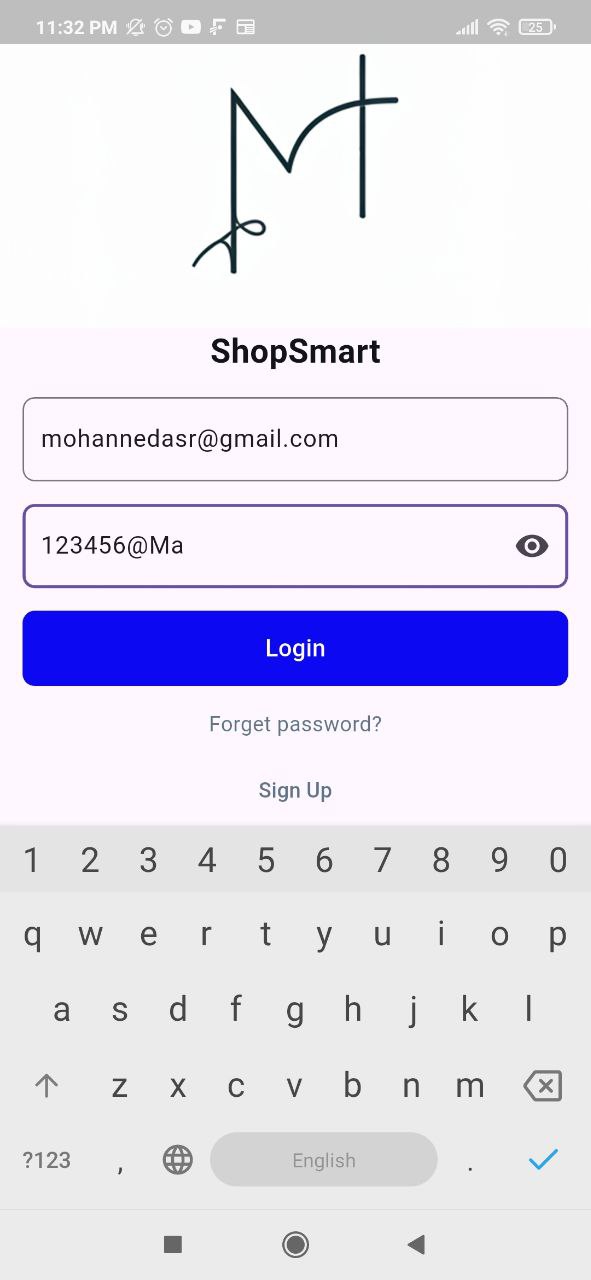 11:32 PM
25
ShopSmart
mohannedasr@gmail.com
123456@Ma
Login
Forget password?
Sign Up
1 2 3 4 5 6 7 8 9 0
q w e r t y u i o p
a s d f g h j k l
z x c v b n m
?123 , English .